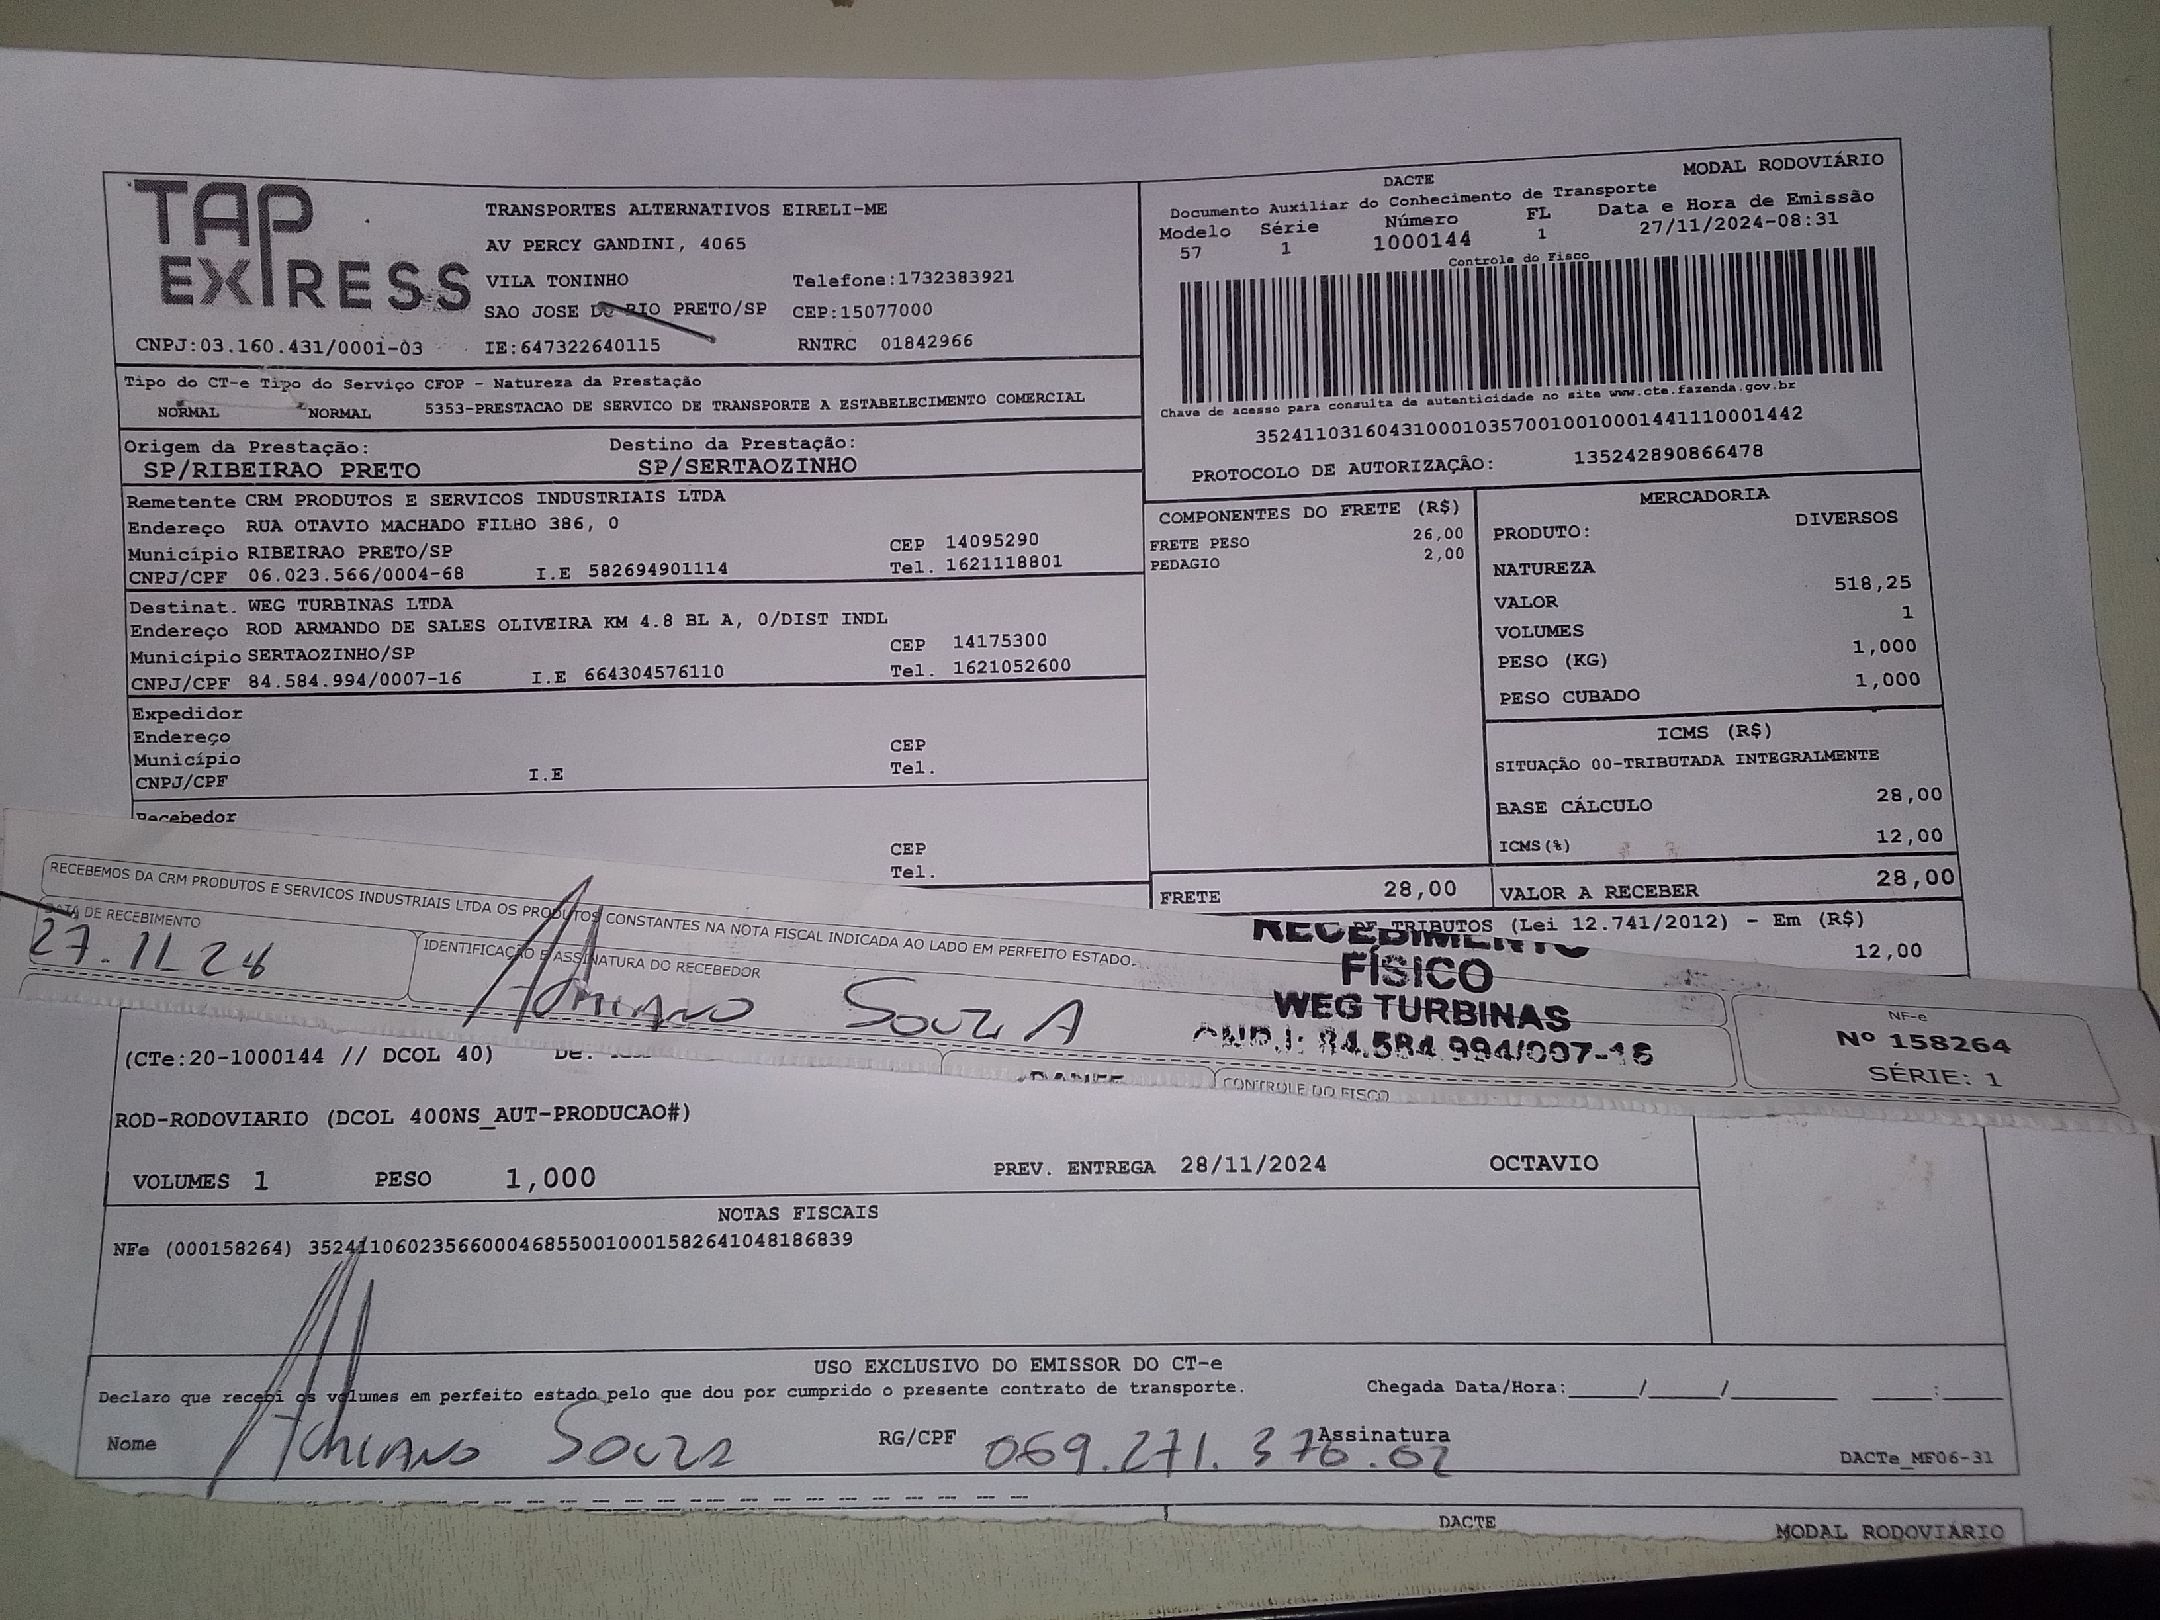 TAP EXPRESS
TRANSPORTES ALTERNATIVOS EIRELI-ME
AV PERCY GANDINI, 4065
VILA TONINHO Telefone:1732383921
SAO JOSE DO RIO PRETO/SP CEP:15077000
CNPJ:03.160.431/0001-03 IE:647322640115 RNTRC 01842966
MODAL RODOVIÁRIO
DACTE
Documento Auxiliar do Conhecimento de Transporte
Modelo Série Número FL Data e Hora de Emissão
57 1 1000144 1 27/11/2024-08:31
Controle do Fisco
Chave de acesso para consulta de autenticidade no site www.cte.fazenda.gov.br
35241103160431000103570010010001441110001442
PROTOCOLO DE AUTORIZAÇÃO: 135242890866478
Tipo do CT-e Tipo do Serviço CFOP - Natureza da Prestação
NORMAL NORMAL 5353-PRESTACAO DE SERVICO DE TRANSPORTE A ESTABELECIMENTO COMERCIAL
Origem da Prestação: Destino da Prestação:
SP/RIBEIRAO PRETO SP/SERTAOZINHO
Remetente CRM PRODUTOS E SERVICOS INDUSTRIAIS LTDA
Endereço RUA OTAVIO MACHADO FILHO 386, 0
Município RIBEIRAO PRETO/SP CEP 14095290
CNPJ/CPF 06.023.566/0004-68 I.E 582694901114 Tel. 1621118801
Destinat. WEG TURBINAS LTDA
Endereço ROD ARMANDO DE SALES OLIVEIRA KM 4.8 BL A, 0/DIST INDL
Município SERTAOZINHO/SP CEP 14175300
CNPJ/CPF 84.584.994/0007-16 I.E 664304576110 Tel. 1621052600
Expedidor
Endereço
Município CEP
CNPJ/CPF I.E Tel.
Recebedor
CEP
Tel.
COMPONENTES DO FRETE (R$)
FRETE PESO 26,00
PEDAGIO 2,00
MERCADORIA
PRODUTO: DIVERSOS
NATUREZA
VALOR 518,25
VOLUMES 1
PESO (KG) 1,000
PESO CUBADO 1,000
ICMS (R$)
SITUAÇÃO 00-TRIBUTADA INTEGRALMENTE
BASE CÁLCULO 28,00
ICMS(%) 12,00
FRETE 28,00 VALOR A RECEBER 28,00
DE TRIBUTOS (Lei 12.741/2012) - Em (R$)
12,00
RECEBEMOS DA CRM PRODUTOS E SERVICOS INDUSTRIAIS LTDA OS PRODUTOS CONSTANTES NA NOTA FISCAL INDICADA AO LADO EM PERFEITO ESTADO.
DATA DE RECEBIMENTO IDENTIFICAÇÃO E ASSINATURA DO RECEBEDOR
27.11.24 ADRIANO SOUZA
RECEBIMENTO
FÍSICO
WEG TURBINAS
CNPJ: 84.584.994/007-16
NF-e
Nº 158264
SÉRIE: 1
DANFE CONTROLE DO FISCO
(CTe:20-1000144 // DCOL 40)
ROD-RODOVIARIO (DCOL 400NS_AUT-PRODUCAO#)
VOLUMES 1 PESO 1,000 PREV. ENTREGA 28/11/2024 OCTAVIO
NOTAS FISCAIS
NFe (000158264) 35241106023566000468550010001582641048186839
USO EXCLUSIVO DO EMISSOR DO CT-e
Declaro que recebi os volumes em perfeito estado pelo que dou por cumprido o presente contrato de transporte. Chegada Data/Hora:_____/_____/________ ____:____
Nome ADRIANO SOUZA RG/CPF 069.271.376.02 Assinatura
DACTe_MF06-31
DACTE
MODAL RODOVIÁRIO